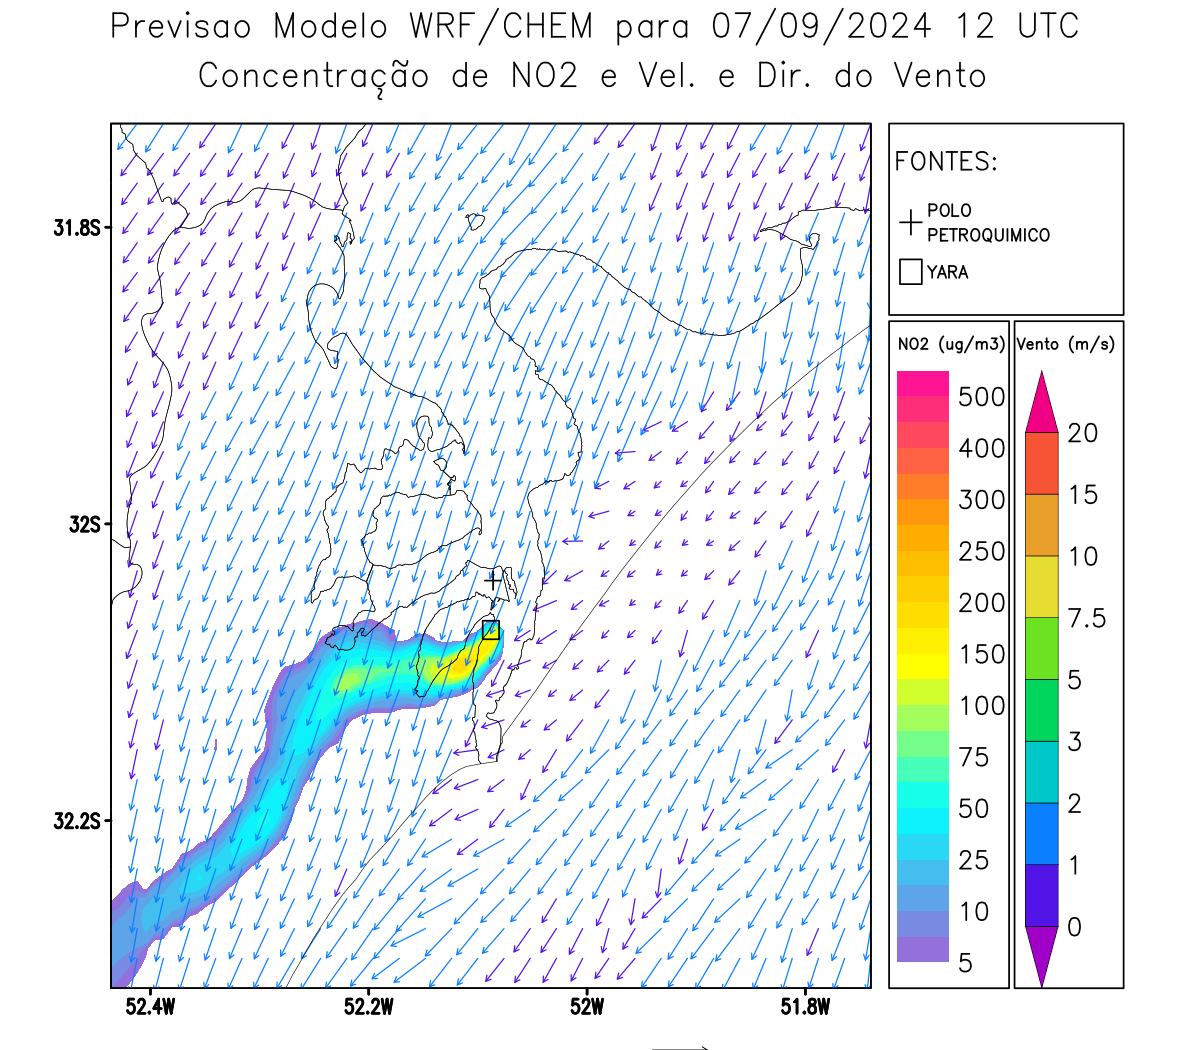 Previsao Modelo WRF/CHEM para 07/09/2024 12 UTC
Concentração de NO2 e Vel. e Dir. do Vento
FONTES:
POLO
PETROQUIMICO
YARA
NO2 (ug/m3)
500
400
300
250
200
150
100
75
50
25
10
5
Vento (m/s)
20
15
10
7.5
5
3
2
1
0
31.8S
32S
32.2S
52.4W
52.2W
52W
51.8W